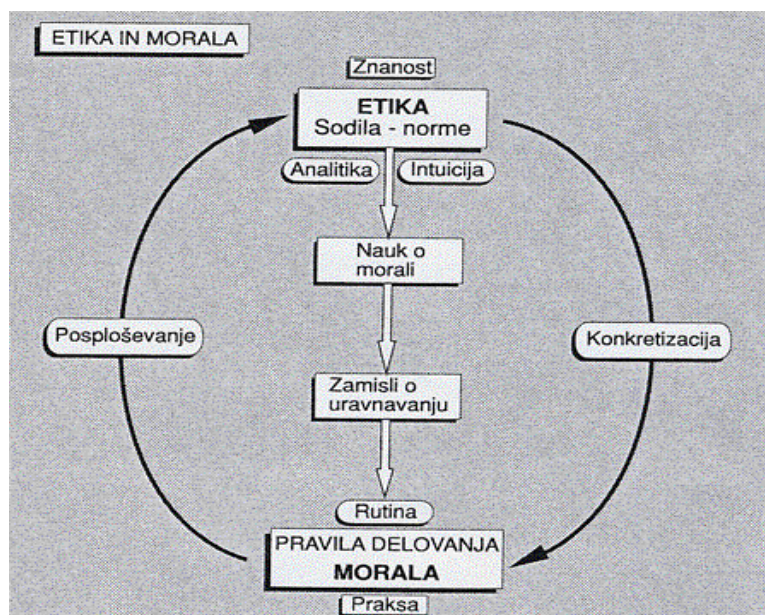 ETIKA IN MORALA
Znanost
ETIKA
Sodila - norme
Analitika
Intuicija
Nauk o
morali
Posploševanje
Konkretizacija
Zamisli o
uravnavanju
Rutina
PRAVILA DELOVANJA
MORALA
Praksa